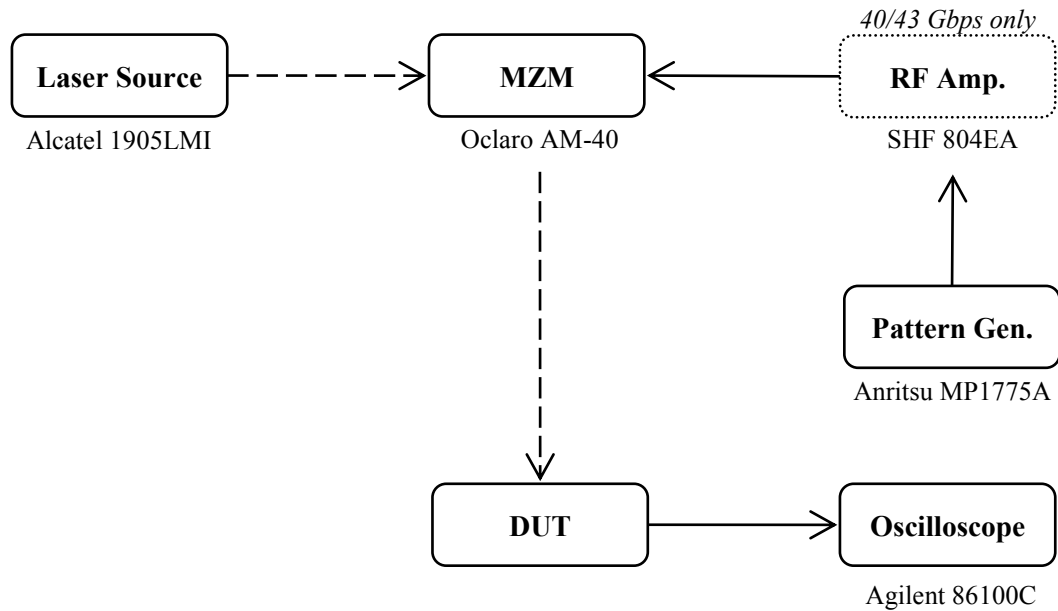 40/43 Gbps only
Laser Source
MZM
RF Amp.
Alcatel 1905LMI
Oclaro AM-40
SHF 804EA
Pattern Gen.
Anritsu MP1775A
DUT
Oscilloscope
Agilent 86100C